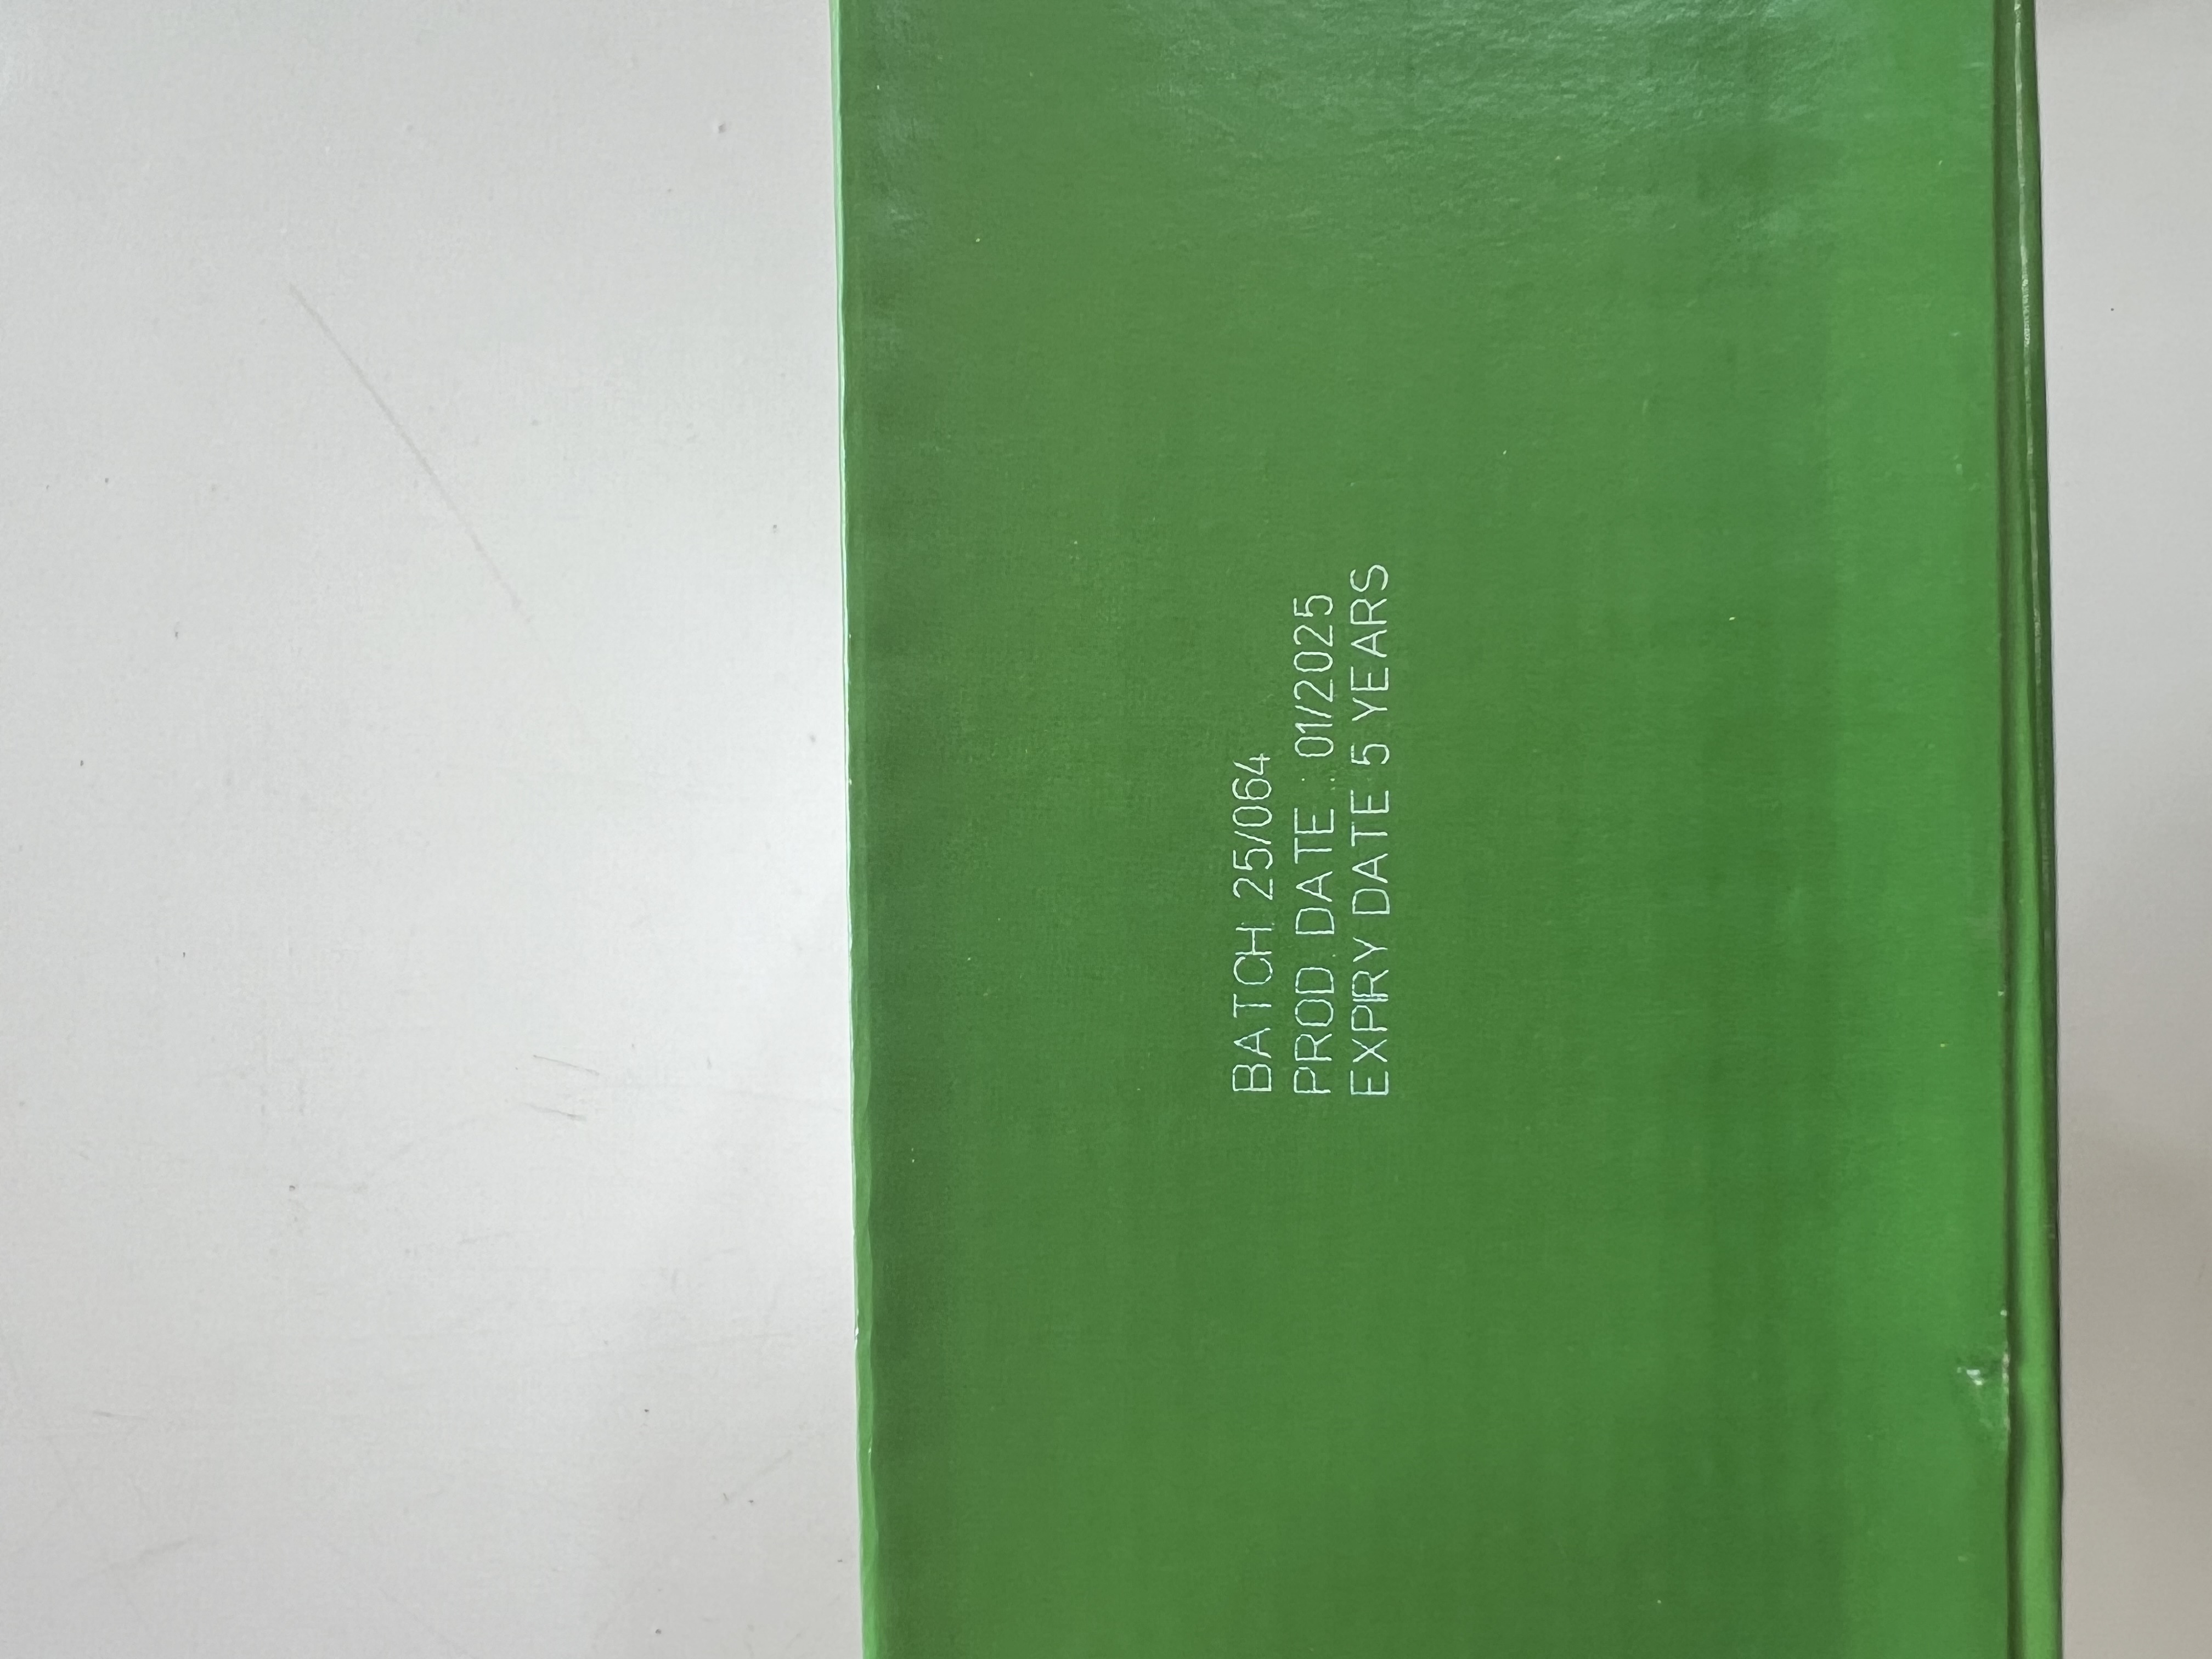 BATCH 25/064
PROD DATE : 01/2025
EXPIRY DATE 5 YEARS